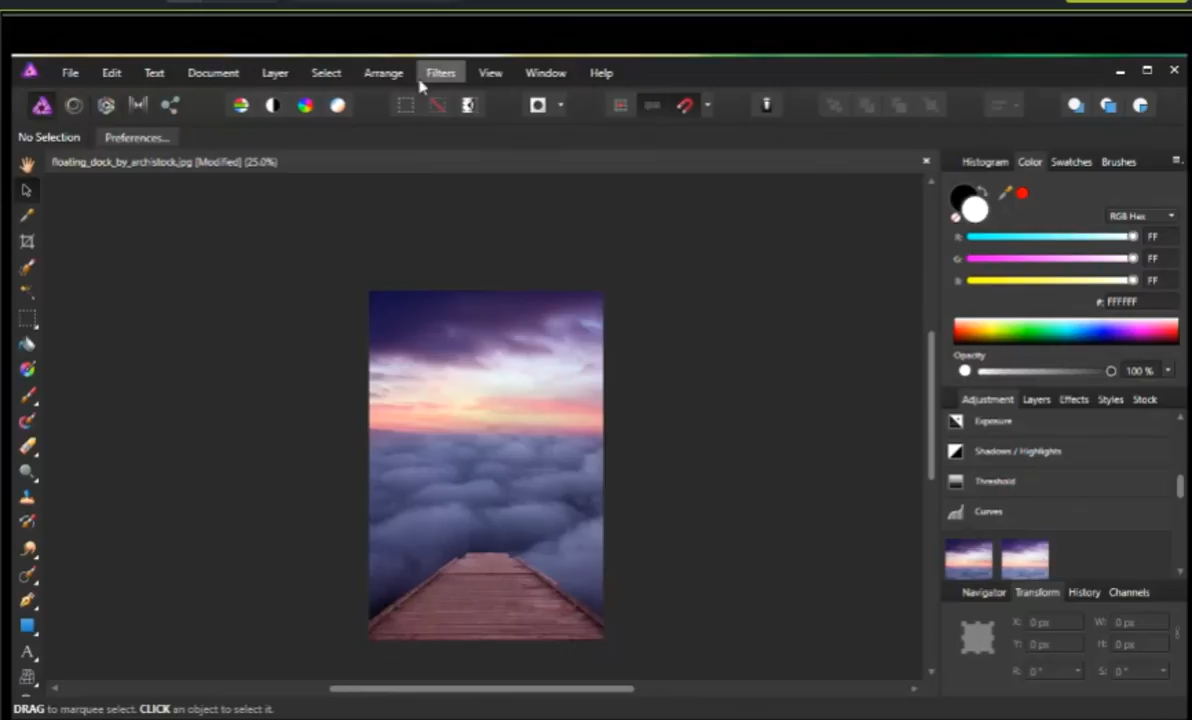 File Edit Text Document Layer Select Arrange Filters View Window Help
No Selection Preferences...
floating_dock_by_archistock.jpg [Modified] (25.0%)
Histogram Color Swatches Brushes
RGB Hex
R: FF
G: FF
B: FF
#: FFFFFF
Opacity
100 %
Adjustment Layers Effects Styles Stock
Exposure
Shadows / Highlights
Threshold
Curves
Navigator Transform History Channels
X: 0 px W: 0 px
Y: 0 px H: 0 px
R: 0 ° S: 0 °
A
DRAG to marquee select. CLICK an object to select it.